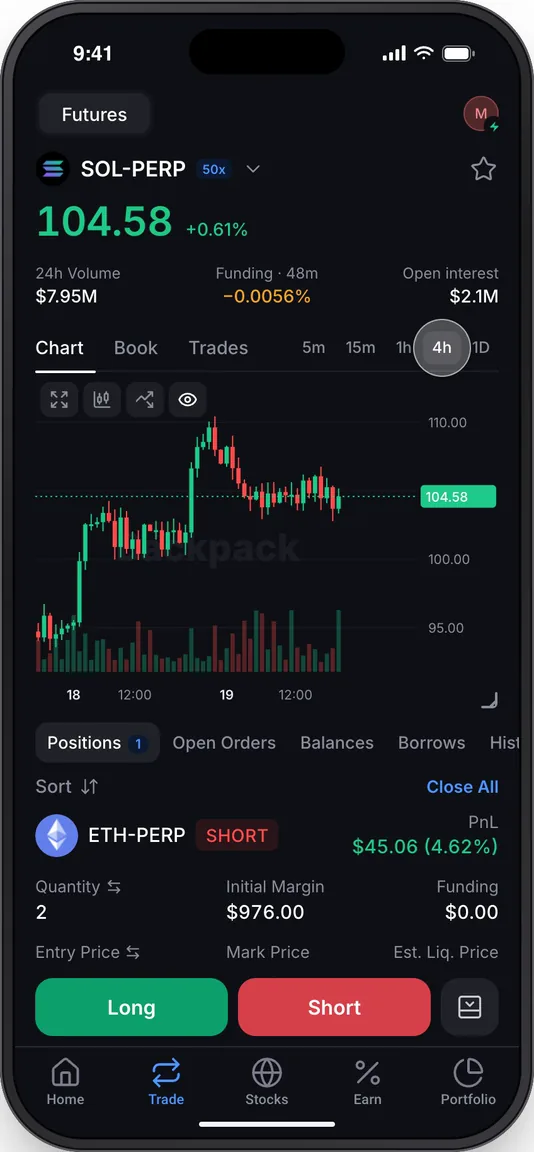 9:41
Futures
M
SOL-PERP 50x
104.58 +0.61%
24h Volume Funding · 48m Open interest
$7.95M −0.0056% $2.1M
Chart Book Trades 5m 15m 1h 4h 1D
110.00
104.58
ackpack
100.00
95.00
18 12:00 19 12:00
Positions 1 Open Orders Balances Borrows Hist
Sort Close All
ETH-PERP SHORT PnL
$45.06 (4.62%)
Quantity Initial Margin Funding
2 $976.00 $0.00
Entry Price Mark Price Est. Liq. Price
Long Short
Home Trade Stocks Earn Portfolio